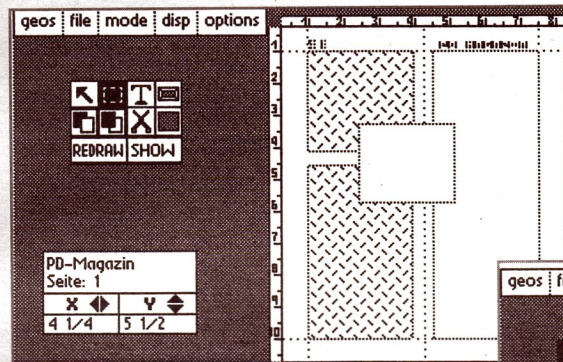 geos file mode disp options
T
X
REDRAW SHOW
PD-Magazin
Seite: 1
X Y
4 1/4 5 1/2
1 2 3 4 5 6 7 8
1
2
3
4
5
6
7
8
9
10
geos